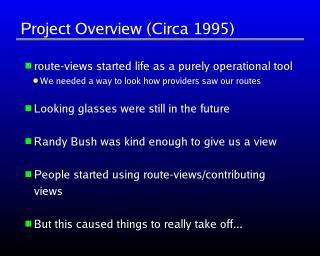 Project Overview (Circa 1995)
route-views started life as a purely operational tool
We needed a way to look how providers saw our routes
Looking glasses were still in the future
Randy Bush was kind enough to give us a view
People started using route-views/contributing
views
But this caused things to really take off...